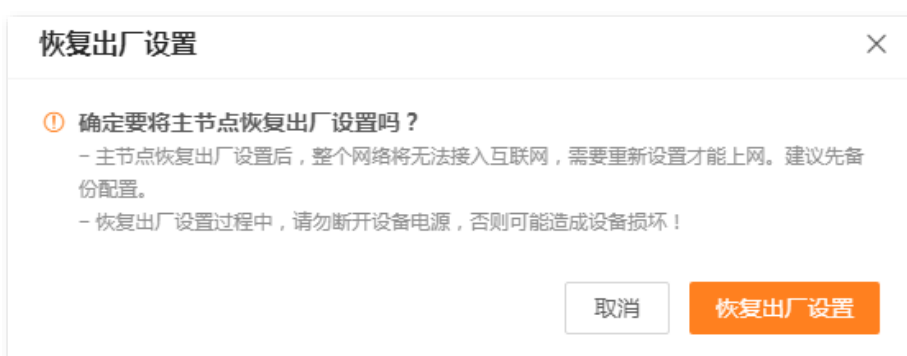 恢复出厂设置
确定要将主节点恢复出厂设置吗？
- 主节点恢复出厂设置后，整个网络将无法接入互联网，需要重新设置才能上网。建议先备
份配置。
- 恢复出厂设置过程中，请勿断开设备电源，否则可能造成设备损坏！
取消
恢复出厂设置